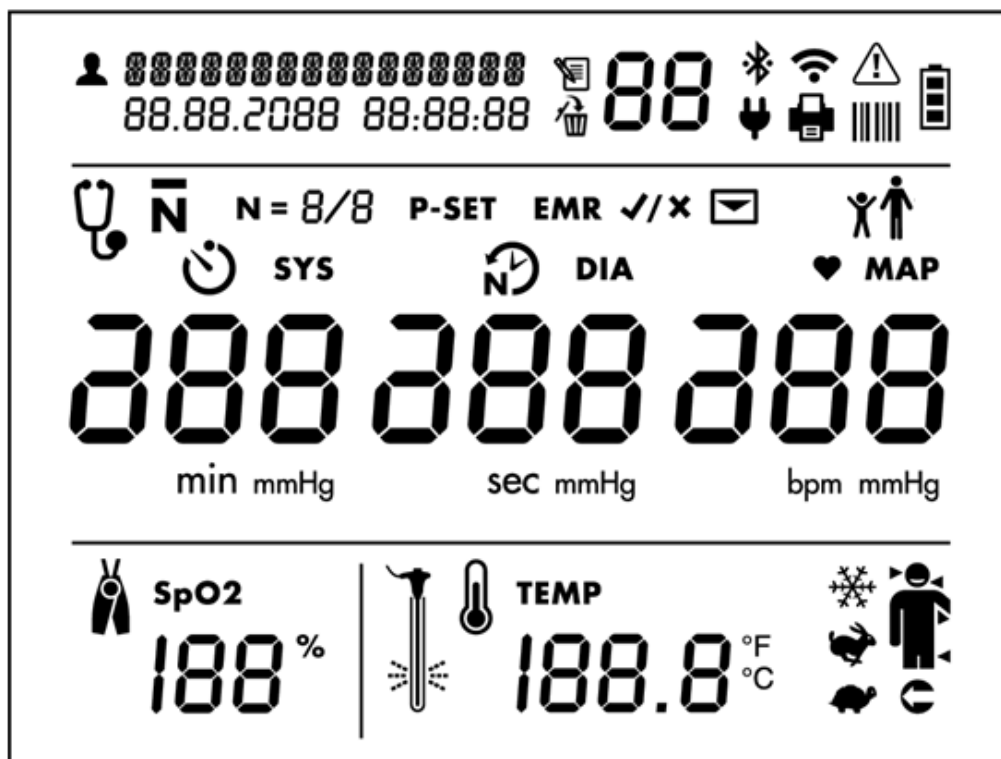 8888888888888888 88
88.88.2088 88:88:88
N N = 8/8 P-SET EMR
SYS N DIA MAP
288 288 288
min mmHg sec mmHg bpm mmHg
SpO2 TEMP
188 % 188.8 °F
°C